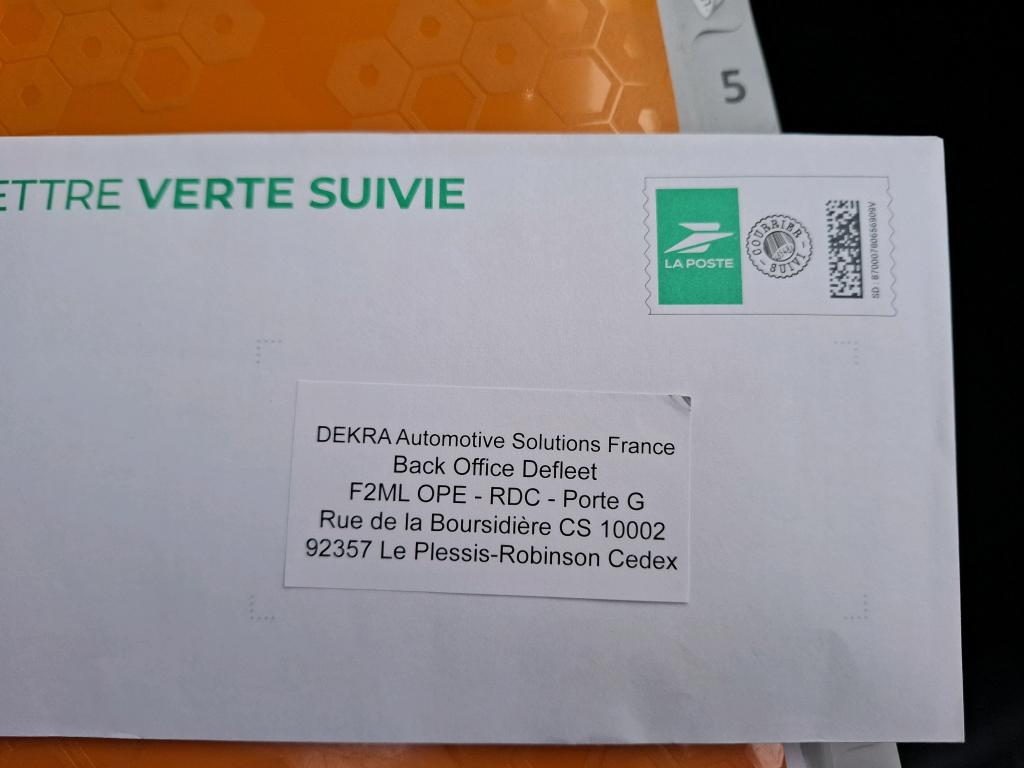 5
ETTRE VERTE SUIVIE
LA POSTE
COURRIER SUIVI
DEKRA Automotive Solutions France
Back Office Defleet
F2ML OPE - RDC - Porte G
Rue de la Boursidière CS 10002
92357 Le Plessis-Robinson Cedex